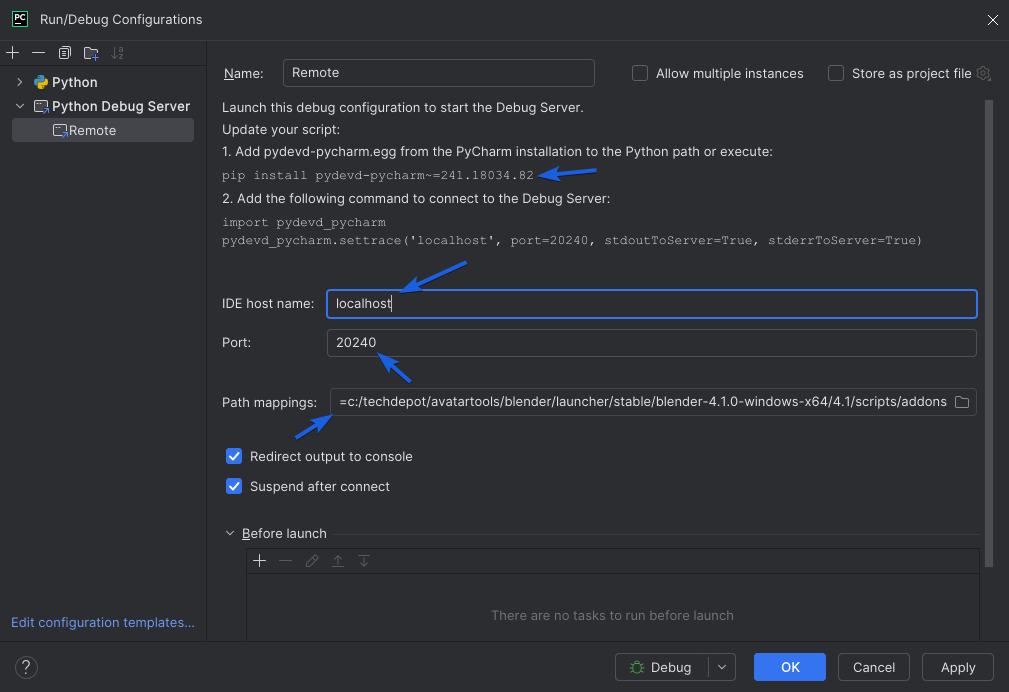 PC
Run/Debug Configurations
Python
Python Debug Server
Remote
Edit configuration templates...
Name: Remote
Allow multiple instances
Store as project file
Launch this debug configuration to start the Debug Server.
Update your script:
1. Add pydevd-pycharm.egg from the PyCharm installation to the Python path or execute:
pip install pydevd-pycharm~=241.18034.82
2. Add the following command to connect to the Debug Server:
import pydevd_pycharm
pydevd_pycharm.settrace('localhost', port=20240, stdoutToServer=True, stderrToServer=True)
IDE host name: localhost
Port: 20240
Path mappings: =c:/techdepot/avatartools/blender/launcher/stable/blender-4.1.0-windows-x64/4.1/scripts/addons
Redirect output to console
Suspend after connect
Before launch
There are no tasks to run before launch
?
Debug
OK
Cancel
Apply